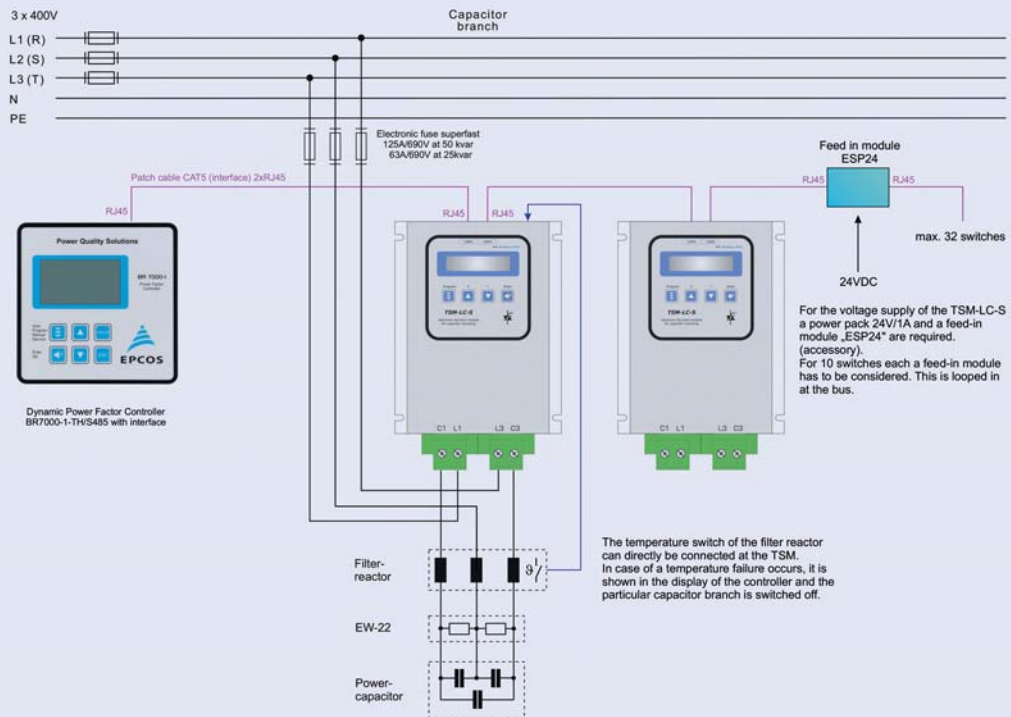 3 x 400V
Capacitor
branch
L1 (R)
L2 (S)
L3 (T)
N
PE
Electronic fuse superfast
125A/690V at 50 kvar
63A/690V at 25kvar
Feed in module
ESP24
Patch cable CAT5 (interface) 2xRJ45
RJ45
RJ45
RJ45
RJ45
RJ45
max. 32 switches
24VDC
Power Quality Solutions
BR 7000-I
Power Factor
Controller
EPCOS
Dynamic Power Factor Controller
BR7000-1-TH/S485 with interface
TSM-LC-S
TSM-LC-S
For the voltage supply of the TSM-LC-S
a power pack 24V/1A and a feed-in
module „ESP24" are required.
(accessory).
For 10 switches each a feed-in module
has to be considered. This is looped in
at the bus.
C1 L1 L3 C3
C1 L1 L3 C3
Filter-
reactor
ϑ
The temperature switch of the filter reactor
can directly be connected at the TSM.
In case of a temperature failure occurs, it is
shown in the display of the controller and the
particular capacitor branch is switched off.
EW-22
Power-
capacitor